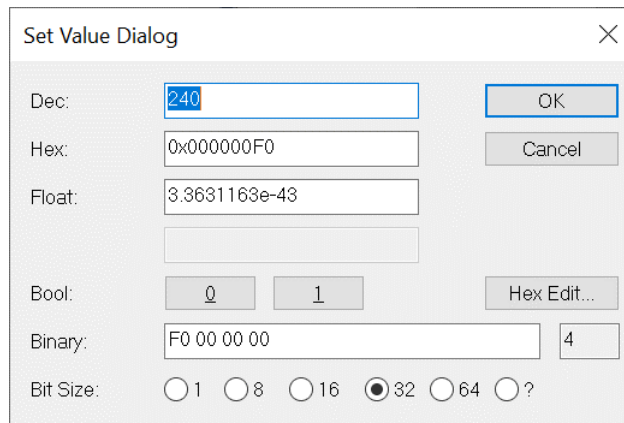 Set Value Dialog
Dec: 240 OK
Hex: 0x000000F0 Cancel
Float: 3.3631163e-43
Bool: 0 1 Hex Edit...
Binary: F0 00 00 00 4
Bit Size: 1 8 16 32 64 ?